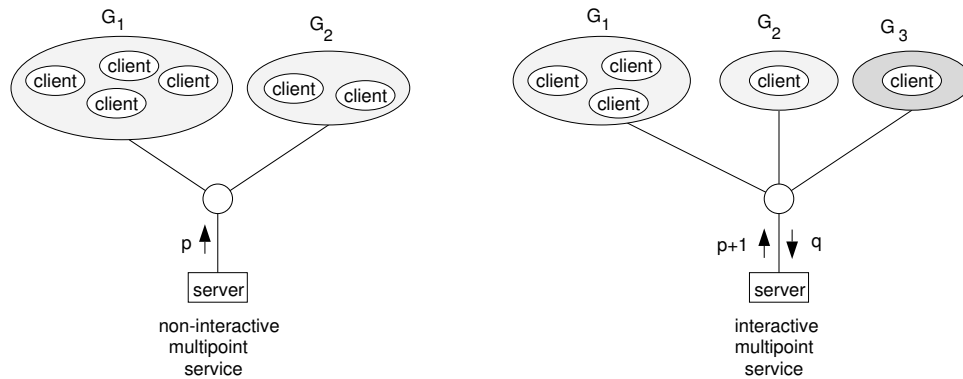 G1
G2
client
client
client
client
client
client
p
server
non-interactive
multipoint
service
G1
G2
G3
client
client
client
client
client
p+1
q
server
interactive
multipoint
service